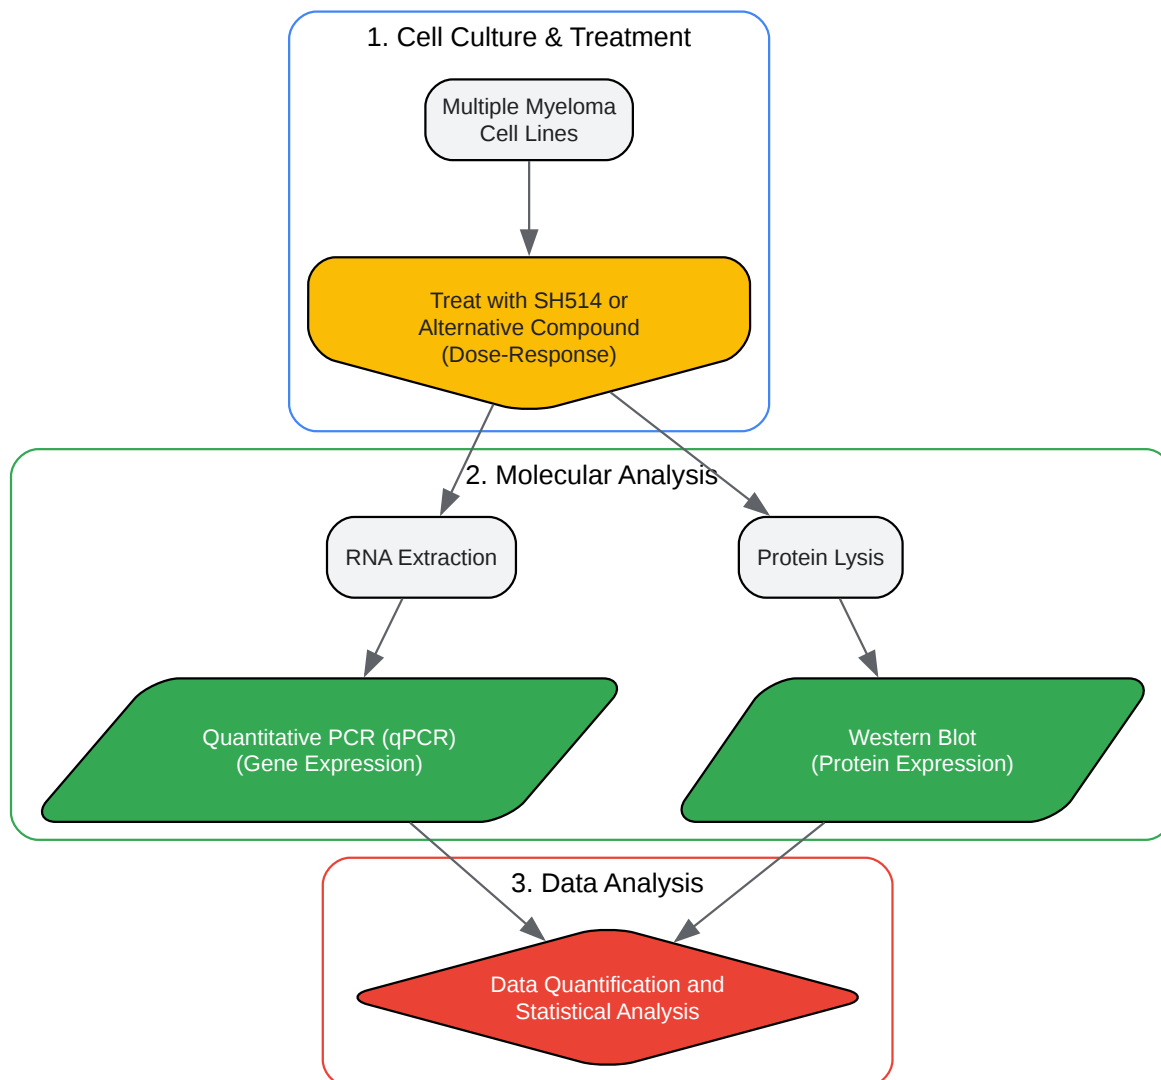 1. Cell Culture & Treatment
Multiple Myeloma
Cell Lines
Treat with SH514 or
Alternative Compound
(Dose-Response)
2. Molecular Analysis
RNA Extraction
Protein Lysis
Quantitative PCR (qPCR)
(Gene Expression)
Western Blot
(Protein Expression)
3. Data Analysis
Data Quantification and
Statistical Analysis